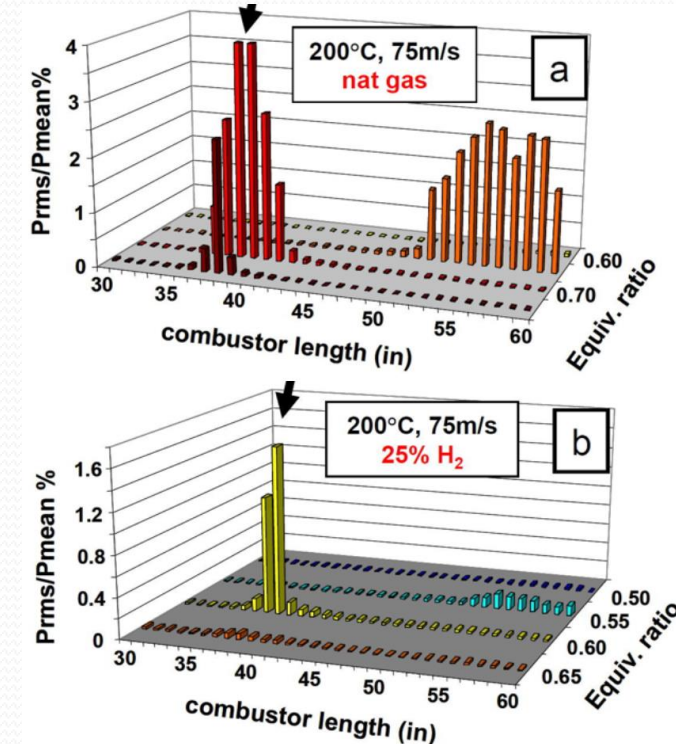 4
3
2
1
0
Prms/Pmean%
200°C, 75m/s
nat gas
a
30
35
40
45
50
55
60
combustor length (in)
0.60
0.70
Equiv. ratio
1.6
1.2
0.8
0.4
0
Prms/Pmean %
200°C, 75m/s
25% H₂
b
30
35
40
45
50
55
60
combustor length (in)
0.50
0.55
0.60
0.65
Equiv. ratio